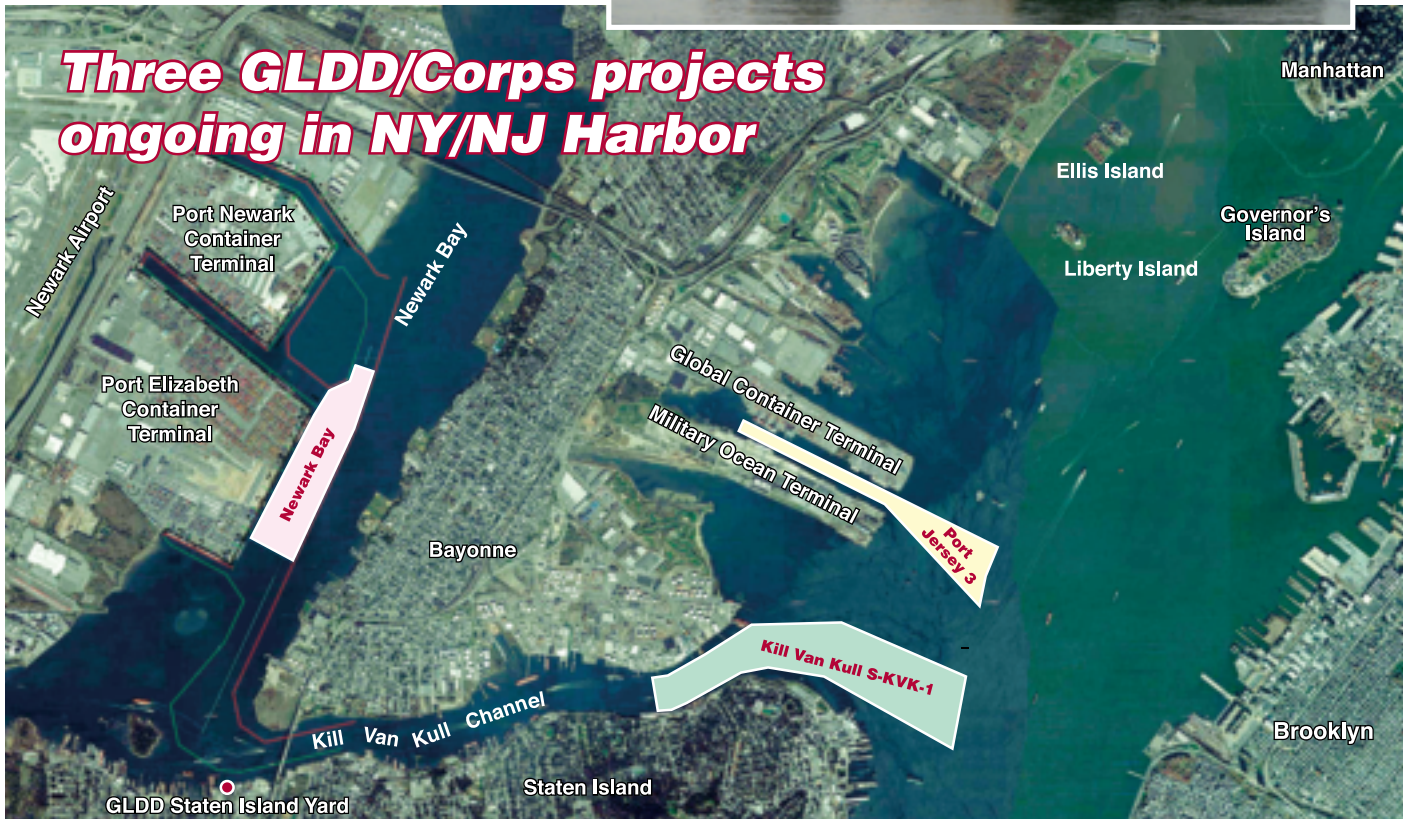 Three GLDD/Corps projects
ongoing in NY/NJ Harbor
Manhattan
Ellis Island
Governor's
Island
Liberty Island
Newark Airport
Port Newark
Container
Terminal
Newark Bay
Port Elizabeth
Container
Terminal
Newark Bay
Global Container Terminal
Military Ocean Terminal
Port
Jersey 3
Bayonne
Kill Van Kull S-KVK-1
Kill Van Kull Channel
Brooklyn
Staten Island
GLDD Staten Island Yard